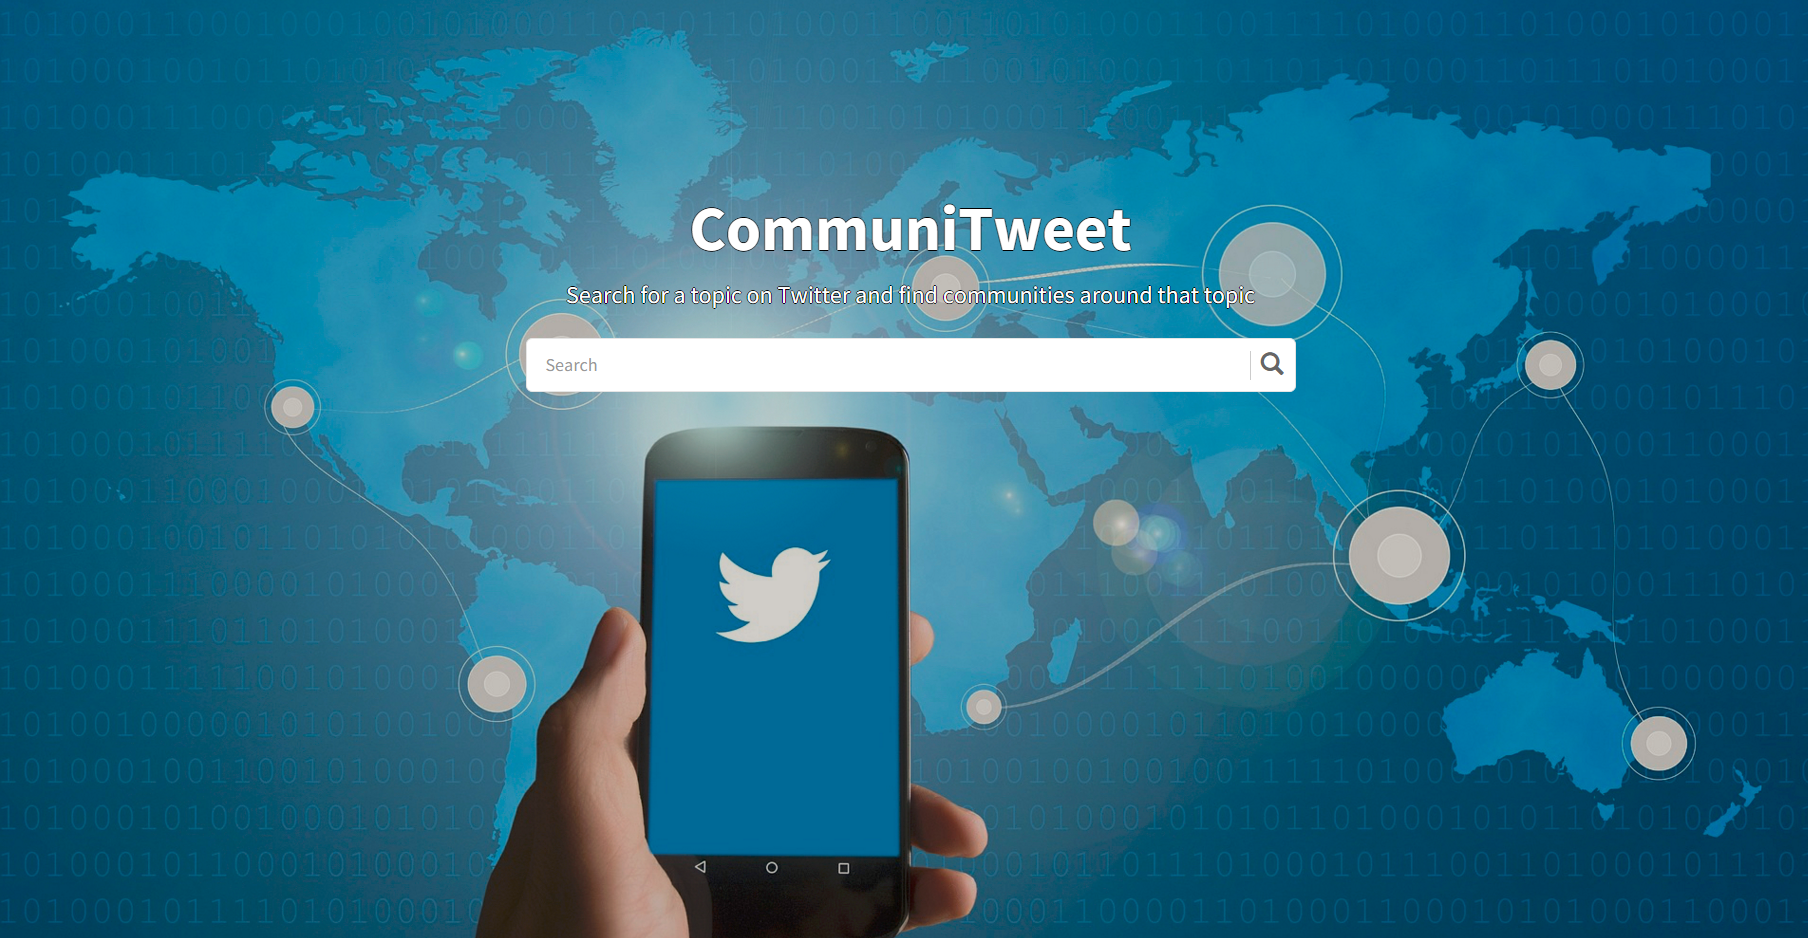 CommuniTweet
Search for a topic on Twitter and find communities around that topic
Search